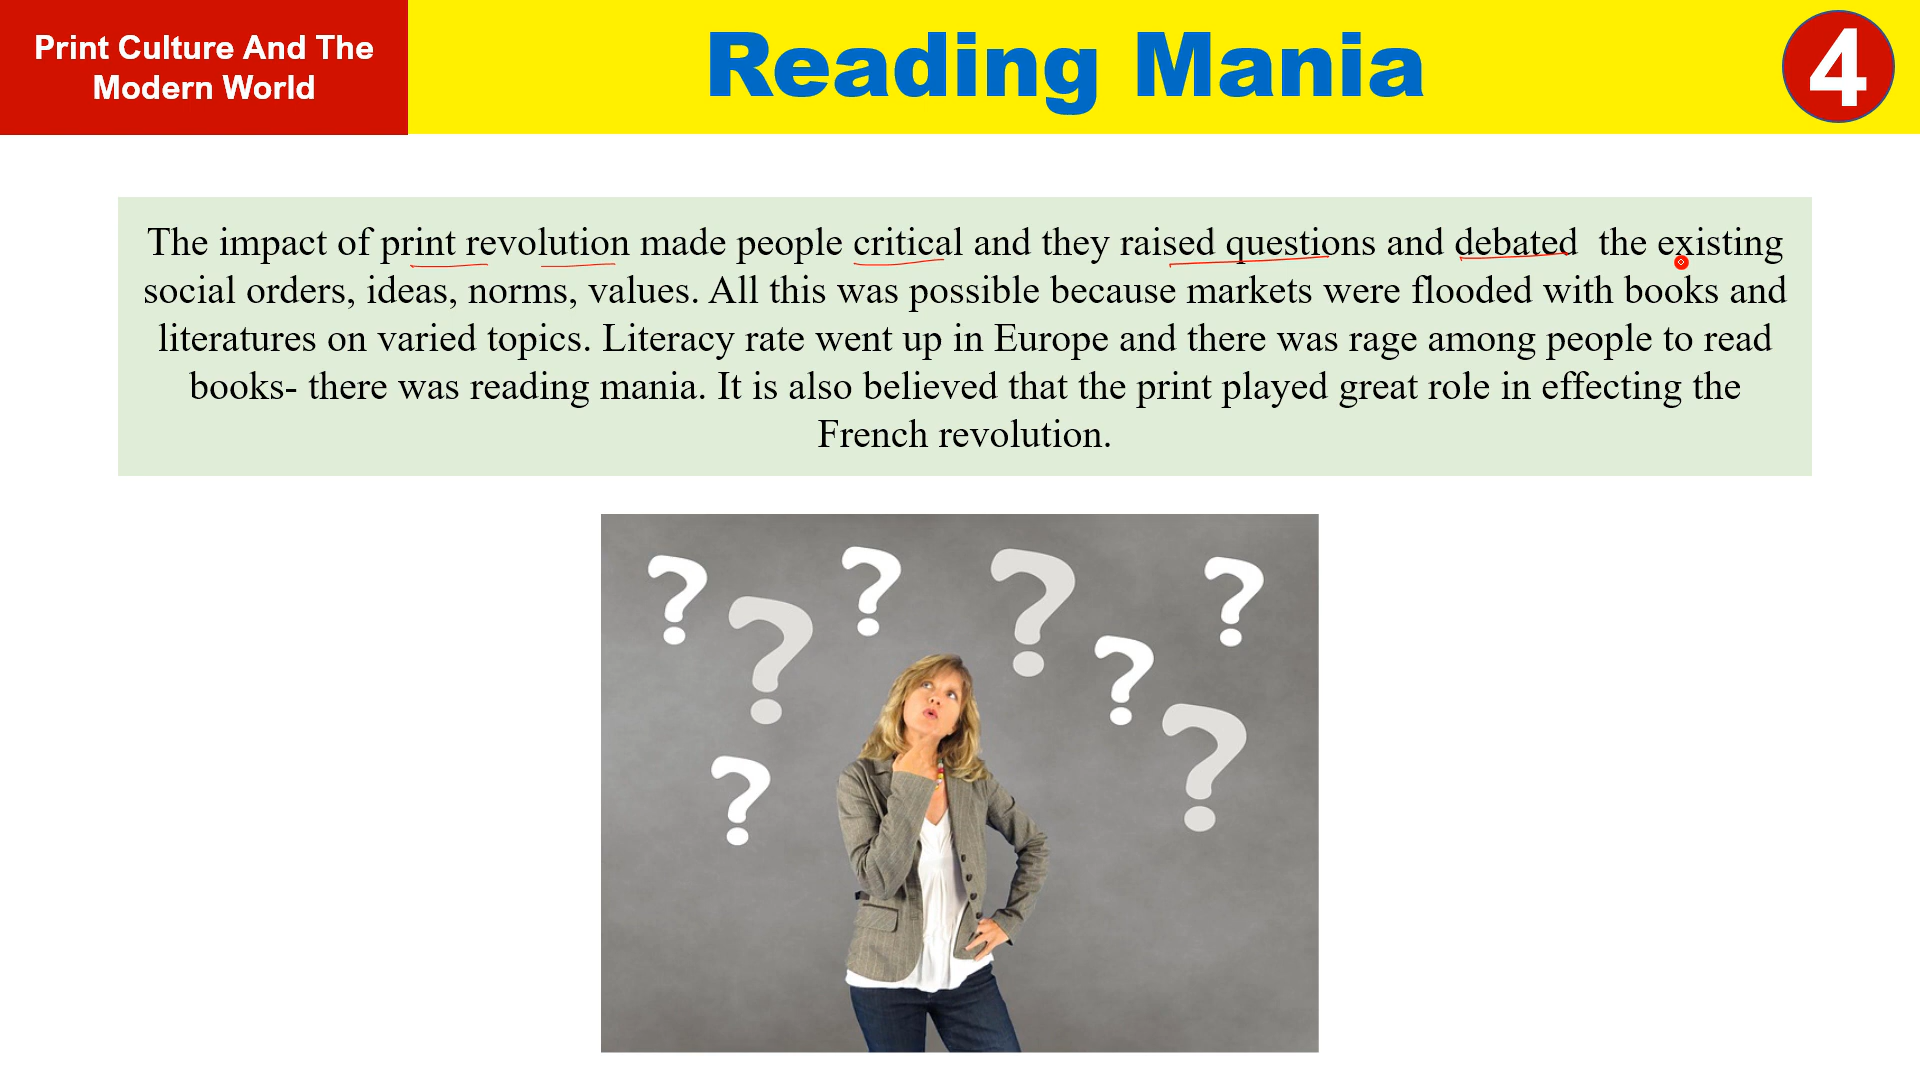 Print Culture And The
Modern World
Reading Mania
4
The impact of print revolution made people critical and they raised questions and debated the existing
social orders, ideas, norms, values. All this was possible because markets were flooded with books and
literatures on varied topics. Literacy rate went up in Europe and there was rage among people to read
books- there was reading mania. It is also believed that the print played great role in effecting the
French revolution.
? ? ? ? ?
? ? ? ?